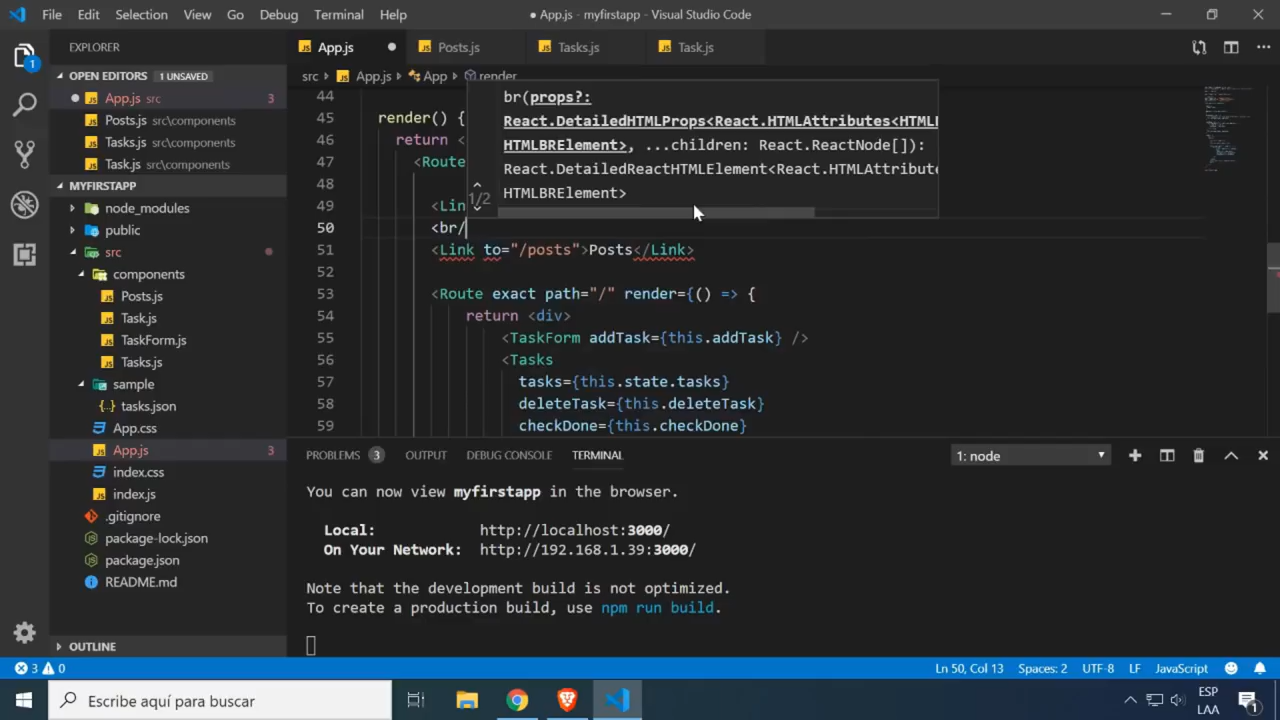 File Edit Selection View Go Debug Terminal Help ● App.js - myfirstapp - Visual Studio Code
EXPLORER
App.js Posts.js Tasks.js Task.js
OPEN EDITORS 1 UNSAVED
App.js src 3
Posts.js src\components
Tasks.js src\components
Task.js src\components
MYFIRSTAPP
node_modules
public
src
components
Posts.js
Task.js
TaskForm.js
Tasks.js
sample
tasks.json
App.css
App.js 3
index.css
index.js
.gitignore
package-lock.json
package.json
README.md
OUTLINE
src › App.js › App › render
br(props?:
React.DetailedHTMLProps<React.HTMLAttributes<HTML
HTMLBRElement>, ...children: React.ReactNode[]):
React.DetailedReactHTMLElement<React.HTMLAttribute
HTMLBRElement>
1/2
44
45 render() {
46 return <
47 <Route
48
49 <Lin
50 <br/
51 <Link to="/posts">Posts</Link>
52
53 <Route exact path="/" render={() => {
54 return <div>
55 <TaskForm addTask={this.addTask} />
56 <Tasks
57 tasks={this.state.tasks}
58 deleteTask={this.deleteTask}
59 checkDone={this.checkDone}
PROBLEMS 3 OUTPUT DEBUG CONSOLE TERMINAL 1: node
You can now view myfirstapp in the browser.
Local: http://localhost:3000/
On Your Network: http://192.168.1.39:3000/
Note that the development build is not optimized.
To create a production build, use npm run build.
3 0 Ln 50, Col 13 Spaces: 2 UTF-8 LF JavaScript
Escribe aquí para buscar
ESP
LAA
1